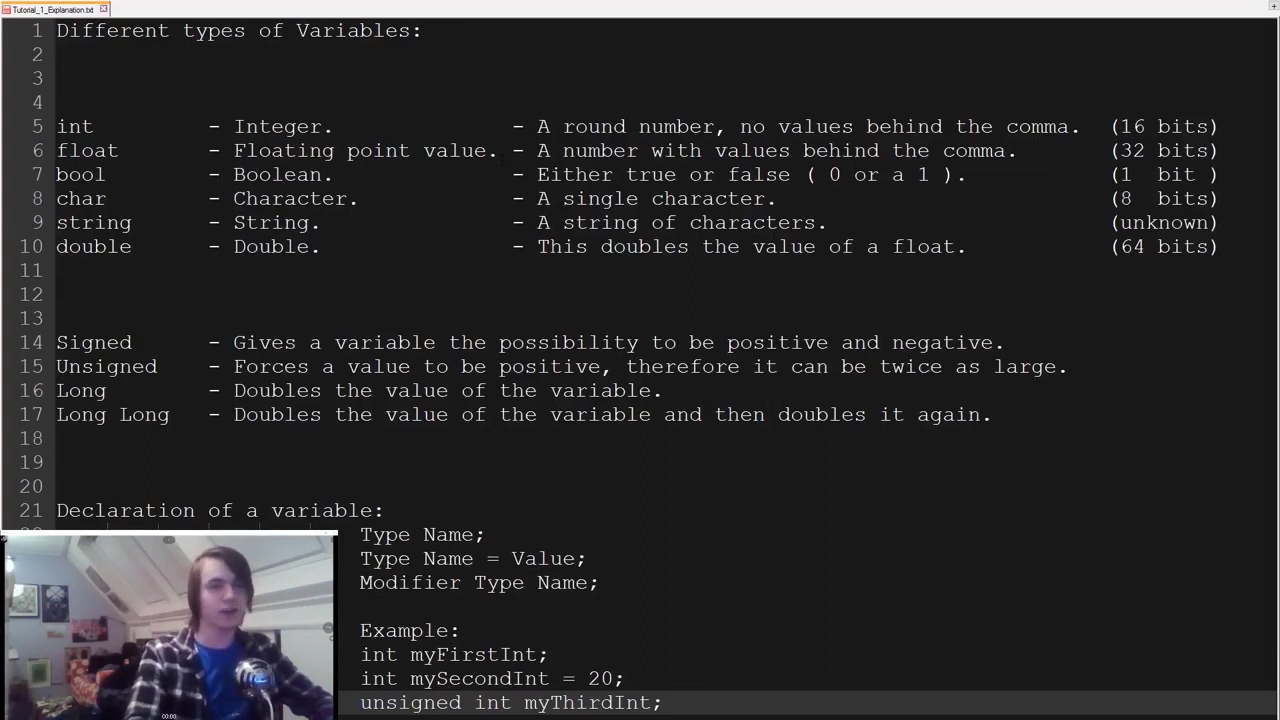 Tutorial_1_Explanation.txt
1 Different types of Variables:
2
3
4
5 int - Integer. - A round number, no values behind the comma. (16 bits)
6 float - Floating point value. - A number with values behind the comma. (32 bits)
7 bool - Boolean. - Either true or false ( 0 or a 1 ). (1 bit )
8 char - Character. - A single character. (8 bits)
9 string - String. - A string of characters. (unknown)
10 double - Double. - This doubles the value of a float. (64 bits)
11
12
13
14 Signed - Gives a variable the possibility to be positive and negative.
15 Unsigned - Forces a value to be positive, therefore it can be twice as large.
16 Long - Doubles the value of the variable.
17 Long Long - Doubles the value of the variable and then doubles it again.
18
19
20
21 Declaration of a variable:
Type Name;
Type Name = Value;
Modifier Type Name;
Example:
int myFirstInt;
int mySecondInt = 20;
unsigned int myThirdInt;
00:00